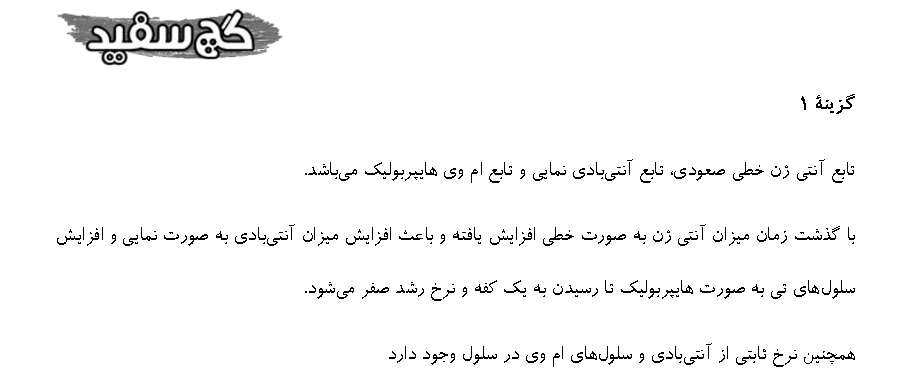 گچ سفید
گزینهٔ ۱
تابع آنتی ژن خطی صعودی، تابع آنتی‌بادی نمایی و تابع ام وی هایپربولیک می‌باشد.
با گذشت زمان میزان آنتی ژن به صورت خطی افزایش یافته و باعث افزایش میزان آنتی‌بادی به صورت نمایی و افزایش
سلول‌های تی به صورت هایپربولیک تا رسیدن به یک کفه و نرخ رشد صفر می‌شود.
همچنین نرخ ثابتی از آنتی‌بادی و سلول‌های ام وی در سلول وجود دارد